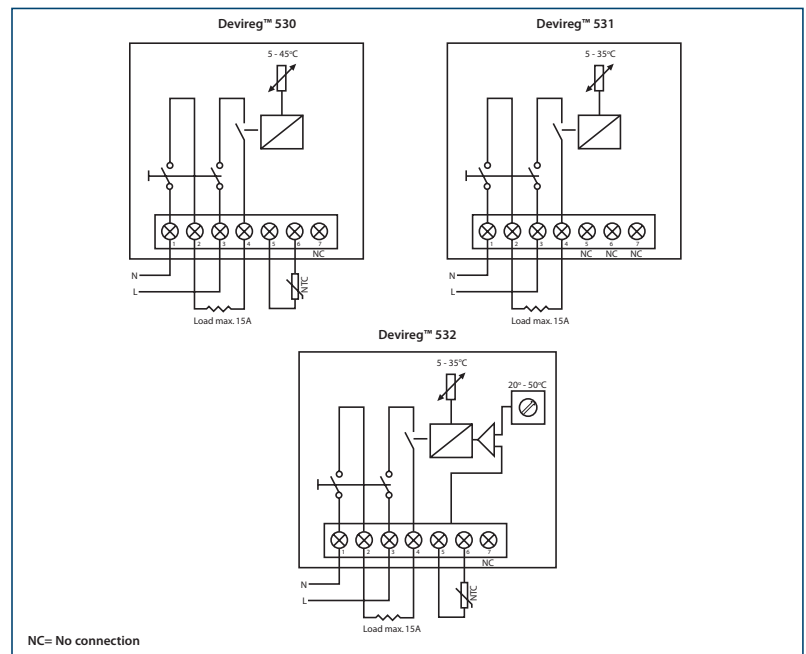 Devireg™ 530
5 - 45°C
1 2 3 4 5 6 7
NC
N
L
NTC
Load max. 15A
Devireg™ 531
5 - 35°C
1 2 3 4 5 6 7
NC NC NC
N
L
Load max. 15A
Devireg™ 532
5 - 35°C
20° - 50°C
1 2 3 4 5 6 7
NC
N
L
NTC
Load max. 15A
NC= No connection